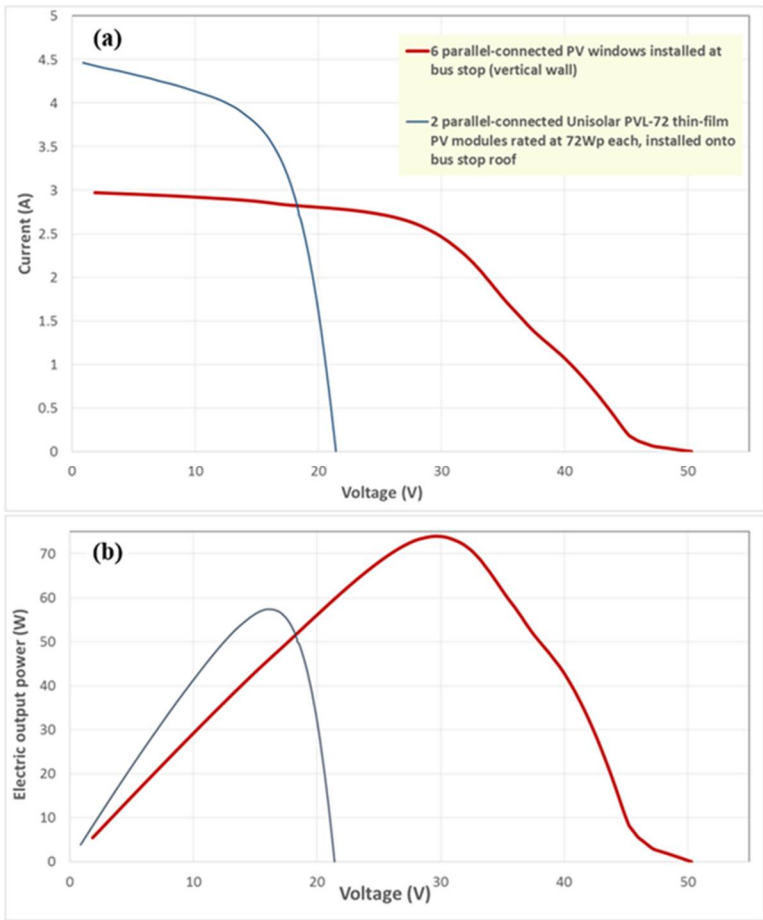 (a)
5
4.5
4
3.5
3
2.5
2
1.5
1
0.5
0
Current (A)
6 parallel-connected PV windows installed at
bus stop (vertical wall)
2 parallel-connected Unisolar PVL-72 thin-film
PV modules rated at 72Wp each, installed onto
bus stop roof
0 10 20 30 40 50
Voltage (V)
(b)
70
60
50
40
30
20
10
0
Electric output power (W)
0 10 20 30 40 50
Voltage (V)